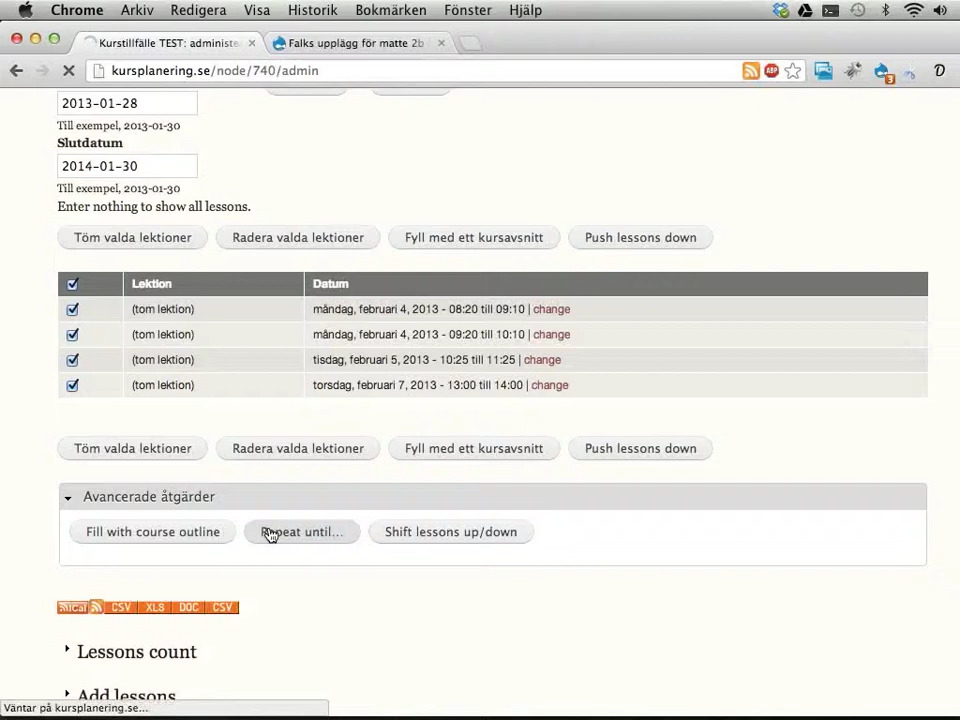 Chrome Arkiv Redigera Visa Historik Bokmärken Fönster Hjälp
Kurstillfälle TEST: administe Falks upplägg för matte 2b
kursplanering.se/node/740/admin
ABP 3 D
2013-01-28
Till exempel, 2013-01-30
Slutdatum
2014-01-30
Till exempel, 2013-01-30
Enter nothing to show all lessons.
Töm valda lektioner Radera valda lektioner Fyll med ett kursavsnitt Push lessons down
Lektion Datum
(tom lektion) måndag, februari 4, 2013 - 08:20 till 09:10 | change
(tom lektion) måndag, februari 4, 2013 - 09:20 till 10:10 | change
(tom lektion) tisdag, februari 5, 2013 - 10:25 till 11:25 | change
(tom lektion) torsdag, februari 7, 2013 - 13:00 till 14:00 | change
Töm valda lektioner Radera valda lektioner Fyll med ett kursavsnitt Push lessons down
Avancerade åtgärder
Fill with course outline Repeat until... Shift lessons up/down
iCal CSV XLS DOC CSV
Lessons count
Add lessons
Väntar på kursplanering.se...